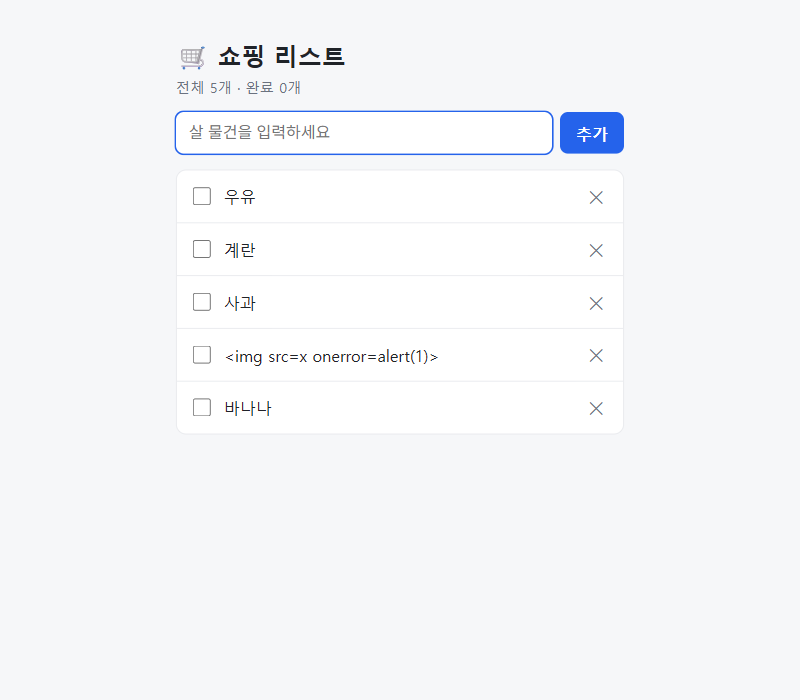 🛒 쇼핑 리스트
전체 5개 · 완료 0개
살 물건을 입력하세요
추가
우유
계란
사과
<img src=x onerror=alert(1)>
바나나